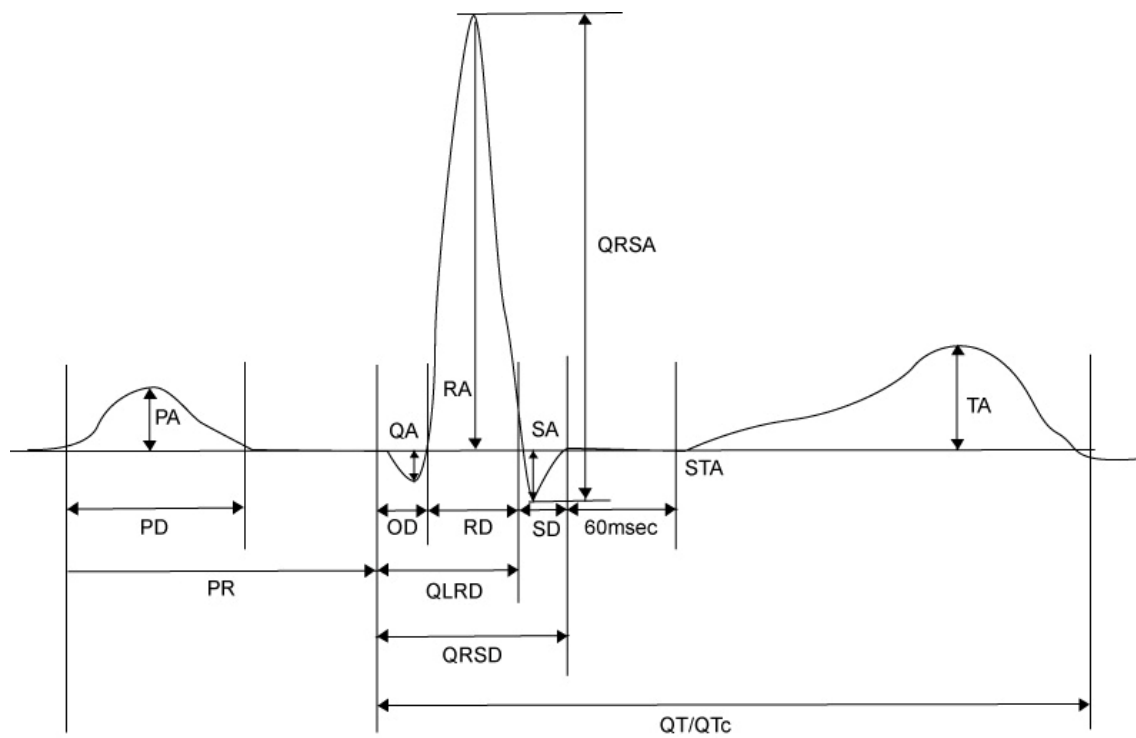 QRSA
RA
PA
QA
SA
TA
STA
PD
OD
RD
SD
60msec
PR
QLRD
QRSD
QT/QTc